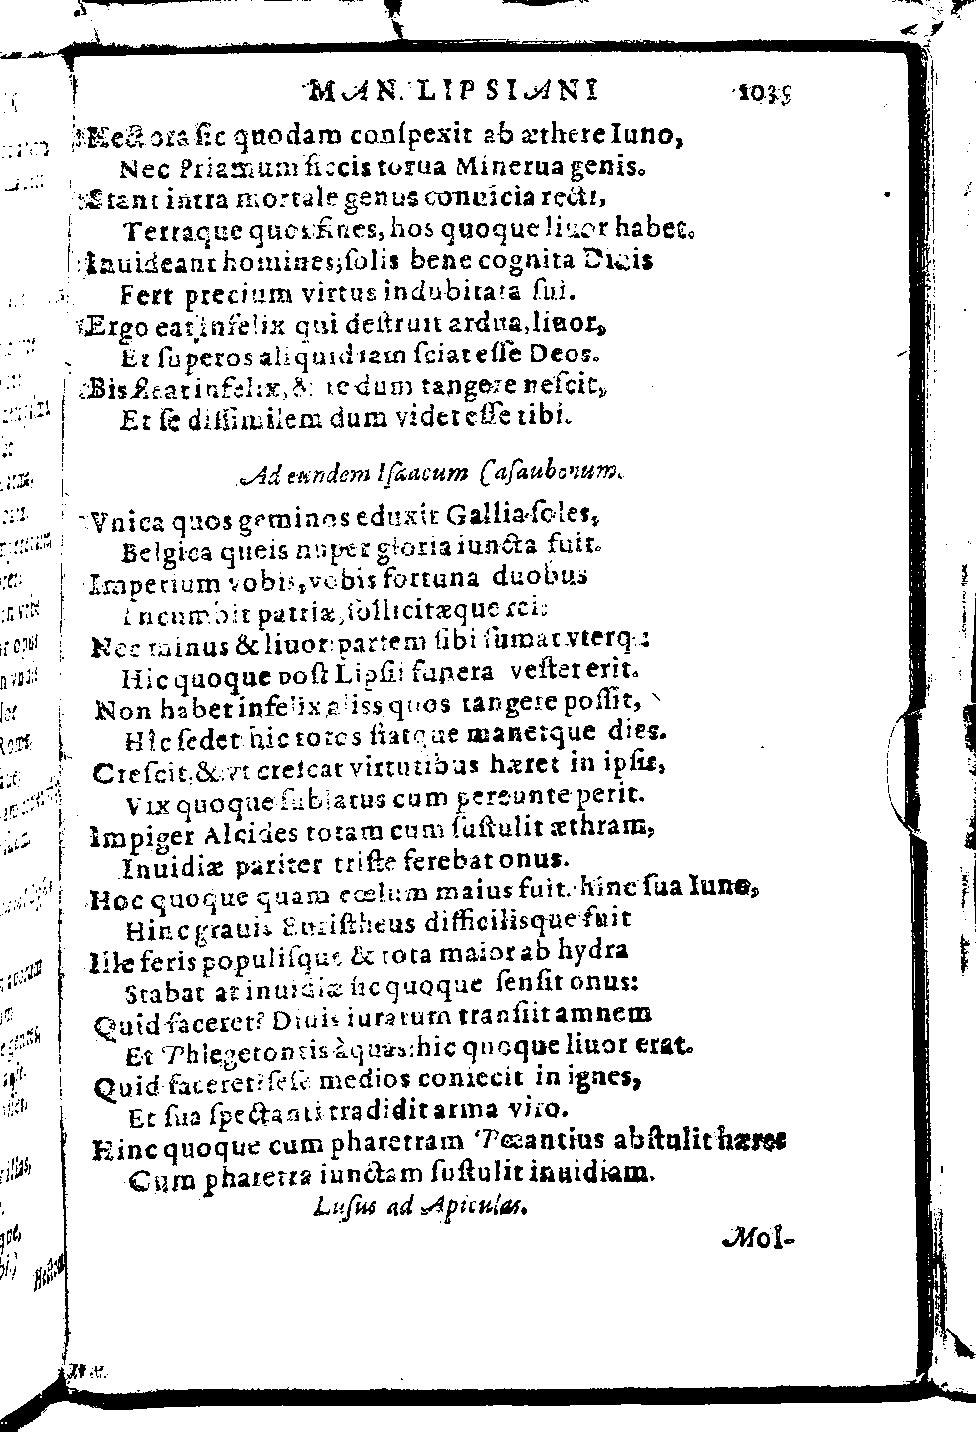 MAN. LIPSIANI 1035
Hectora sic quodam conſpexit ab æthere Iuno,
Nec Priamum ſiccis torua Minerua genis.
Stant intra mortale genus conuicia recti,
Terraque quos fines, hos quoque liuor habet.
Inuideant homines; ſolis bene cognita Diuis
Fert precium virtus indubitata ſui.
Ergo eat infelix qui deſtruit ardua, liuor,
Et ſuperos aliquid iam ſciat eſſe Deos.
Bis fleat infelix, & te dum tangere neſcit,
Et ſe diſſimilem dum videt eſſe tibi.
Ad eundem Iſaacum Caſaubonum.
Vnica quos geminos eduxit Gallia ſoles,
Belgica queis nuper gloria iuncta fuit.
Imperium vobis, vobis fortuna duobus
Incumbit patriæ, ſollicitæque rei:
Nec minus & liuor partem ſibi ſumat vterq;:
Hic quoque poſt Lipſii funera veſter erit.
Non habet infelix alios quos tangere poſſit,
Hîc ſedet hic totos ſtatque manetque dies.
Creſcit, & vt creſcat virtutibus hæret in ipſis,
Vix quoque ſublatus cum pereunte perit.
Impiger Alcides totam cum ſuſtulit æthram,
Inuidiæ pariter triſte ferebat onus.
Hoc quoque quam cœlum maius fuit. hinc ſua Iuno,
Hinc grauis Euriſtheus difficilisque fuit
Ille feris populiſque & tota maior ab hydra
Stabat at inuidiæ ſic quoque ſenſit onus:
Quid faceret? Diuis iuratum tranſiit amnem
Et Phlegetontis aquas: hic quoque liuor erat.
Quid faceret? ſeſe medios coniecit in ignes,
Et ſua ſpectanti tradidit arma viro.
Hinc quoque cum pharetram Pœantius abſtulit hæres
Cum pharetra iunctam ſuſtulit inuidiam.
Luſus ad Apiculas.
Mol-